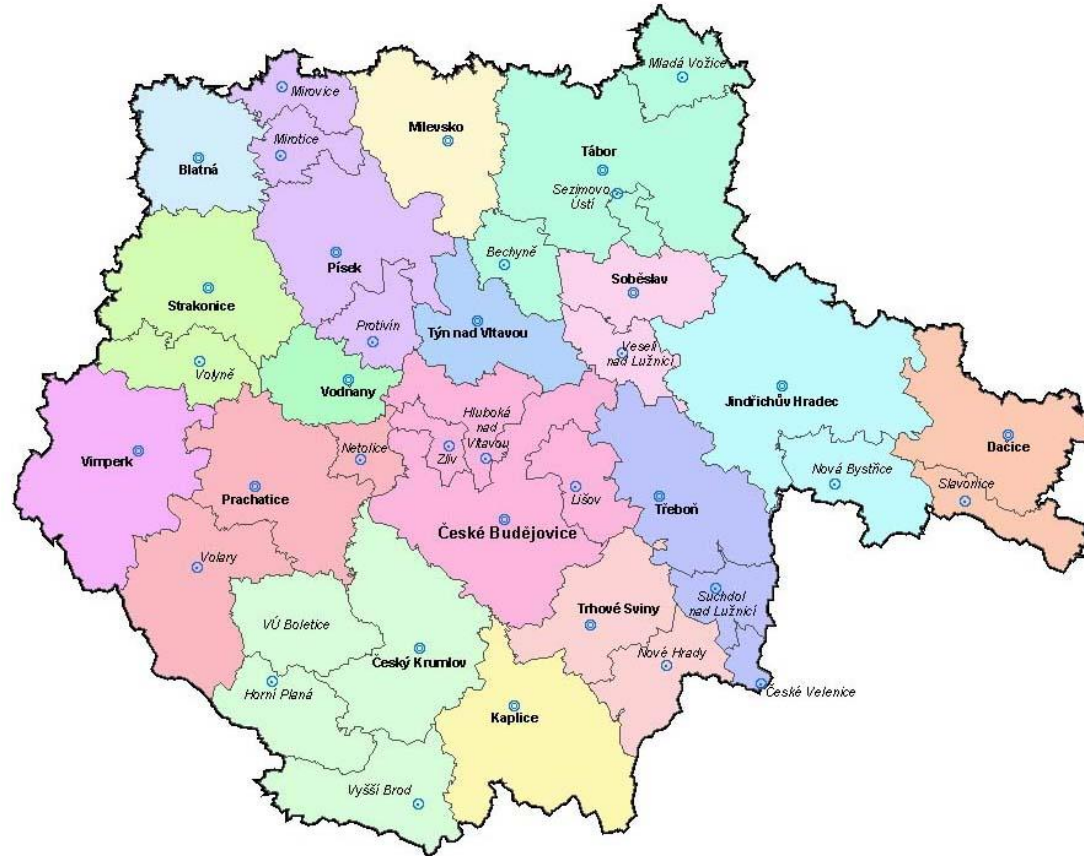 Mladá Vožice
Mirovice
Milevsko
Mirotice
Tábor
Blatná
Sezimovo
Ústí
Bechyně
Písek
Soběslav
Strakonice
Protivín
Týn nad Vltavou
Veselí
nad Lužnicí
Volyně
Vodňany
Jindřichův Hradec
Hluboká
nad
Vltavou
Zliv
Netolice
Dačice
Vimperk
Nová Bystřice
Slavonice
Prachatice
Lišov
Třeboň
České Budějovice
Volary
Suchdol
nad Lužnicí
Trhové Sviny
VÚ Boletice
Nové Hrady
Český Krumlov
Horní Planá
České Velenice
Kaplice
Vyšší Brod